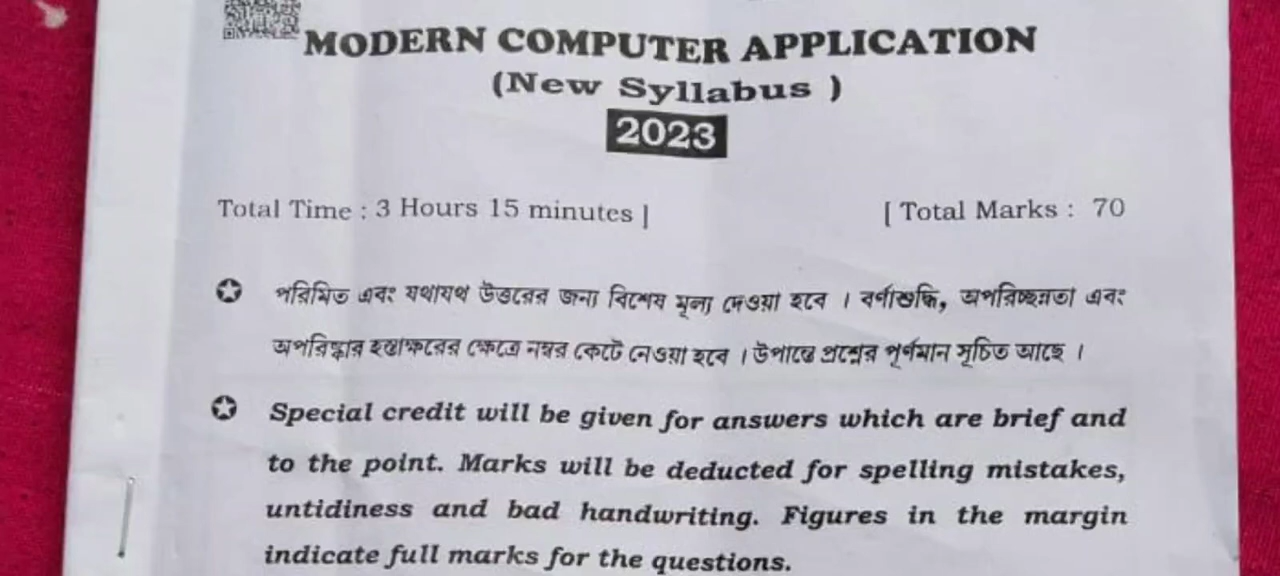 MODERN COMPUTER APPLICATION
(New Syllabus )
2023
Total Time : 3 Hours 15 minutes ]
[ Total Marks : 70
পরিমিত এবং যথাযথ উত্তরের জন্য বিশেষ মূল্য দেওয়া হবে । বর্ণাশুদ্ধি, অপরিচ্ছন্নতা এবং
অপরিষ্কার হস্তাক্ষরের ক্ষেত্রে নম্বর কেটে নেওয়া হবে । উপান্তে প্রশ্নের পূর্ণমান সূচিত আছে ।
Special credit will be given for answers which are brief and
to the point. Marks will be deducted for spelling mistakes,
untidiness and bad handwriting. Figures in the margin
indicate full marks for the questions.